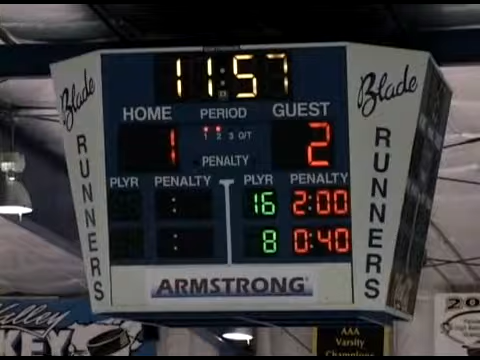 11:57
HOME PERIOD GUEST
1 1 2 3 O/T 2
PENALTY
PLYR PENALTY PLYR PENALTY
: 16 2:00
: 8 0:40
ARMSTRONG
Blade
RUNNERS
Blade
RUNNERS
Valley
KEY
AAA
Varsity
Champions
20